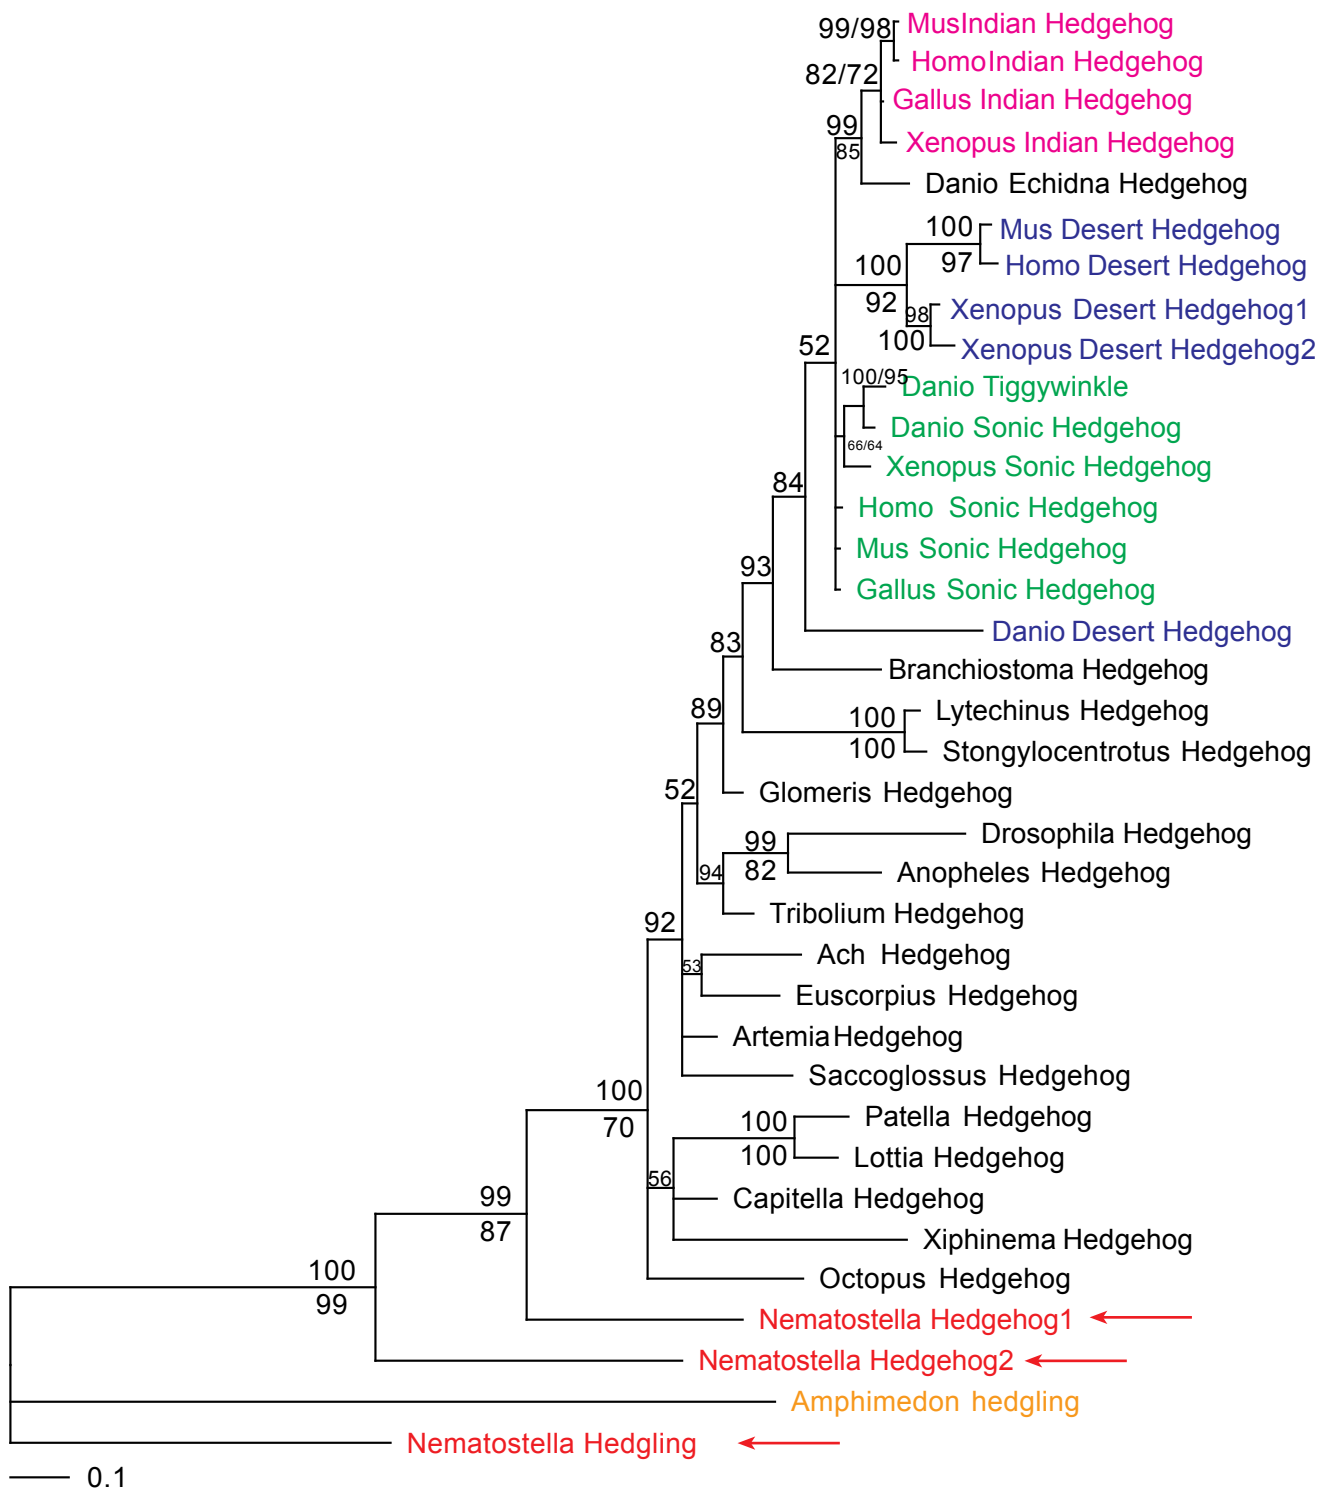 99/98
MusIndian Hedgehog
HomoIndian Hedgehog
82/72
Gallus Indian Hedgehog
99
85
Xenopus Indian Hedgehog
Danio Echidna Hedgehog
100
97
Mus Desert Hedgehog
Homo Desert Hedgehog
100
92
98
100
Xenopus Desert Hedgehog1
Xenopus Desert Hedgehog2
52
100/95
Danio Tiggywinkle
Danio Sonic Hedgehog
66/64
Xenopus Sonic Hedgehog
84
Homo Sonic Hedgehog
Mus Sonic Hedgehog
93
Gallus Sonic Hedgehog
Danio Desert Hedgehog
83
Branchiostoma Hedgehog
89
100
100
Lytechinus Hedgehog
Stongylocentrotus Hedgehog
52
Glomeris Hedgehog
Drosophila Hedgehog
99
82
94
Anopheles Hedgehog
Tribolium Hedgehog
92
Ach Hedgehog
53
Euscorpius Hedgehog
ArtemiaHedgehog
Saccoglossus Hedgehog
100
70
100
100
Patella Hedgehog
Lottia Hedgehog
56
Capitella Hedgehog
99
87
Xiphinema Hedgehog
100
99
Octopus Hedgehog
Nematostella Hedgehog1
Nematostella Hedgehog2
Amphimedon hedgling
Nematostella Hedgling
0.1